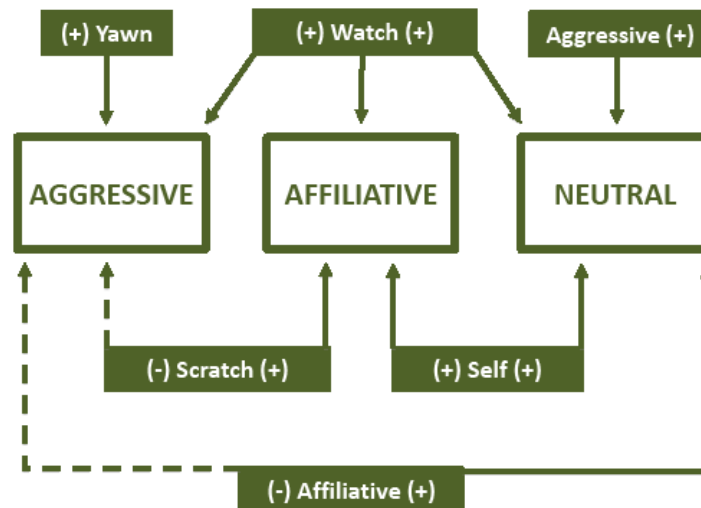 (+) Yawn
(+) Watch (+)
Aggressive (+)
AGGRESSIVE
AFFILIATIVE
NEUTRAL
(-) Scratch (+)
(+) Self (+)
(-) Affiliative (+)